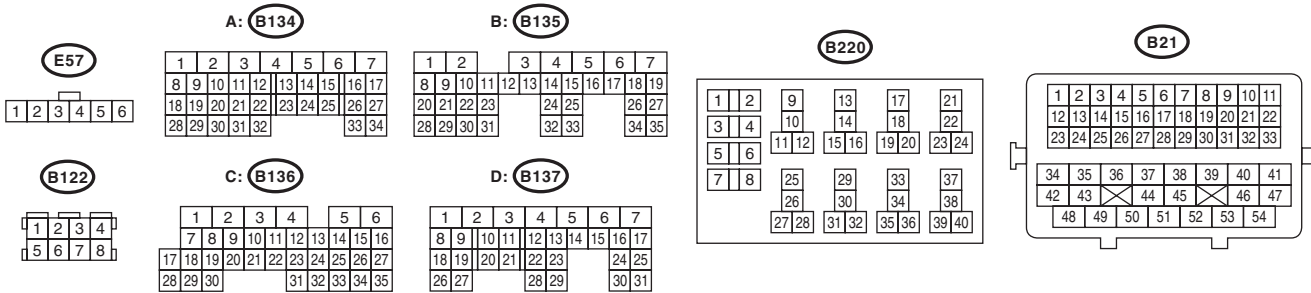 E57
1 2 3 4 5 6
B122
1 2 3 4
5 6 7 8
A: B134
1 2 3 4 5 6 7
8 9 10 11 12 13 14 15 16 17
18 19 20 21 22 23 24 25 26 27
28 29 30 31 32 33 34
B: B135
1 2 3 4 5 6 7
8 9 10 11 12 13 14 15 16 17 18 19
20 21 22 23 24 25 26 27
28 29 30 31 32 33 34 35
C: B136
1 2 3 4 5 6
7 8 9 10 11 12 13 14 15 16
17 18 19 20 21 22 23 24 25 26 27
28 29 30 31 32 33 34 35
D: B137
1 2 3 4 5 6 7
8 9 10 11 12 13 14 15 16 17
18 19 20 21 22 23 24 25
26 27 28 29 30 31
B220
1 2 9 13 17 21
3 4 10 14 18 22
5 6 11 12 15 16 19 20 23 24
7 8 25 29 33 37
26 30 34 38
27 28 31 32 35 36 39 40
B21
1 2 3 4 5 6 7 8 9 10 11
12 13 14 15 16 17 18 19 20 21 22
23 24 25 26 27 28 29 30 31 32 33
34 35 36 37 38 39 40 41
42 43 44 45 46 47
48 49 50 51 52 53 54